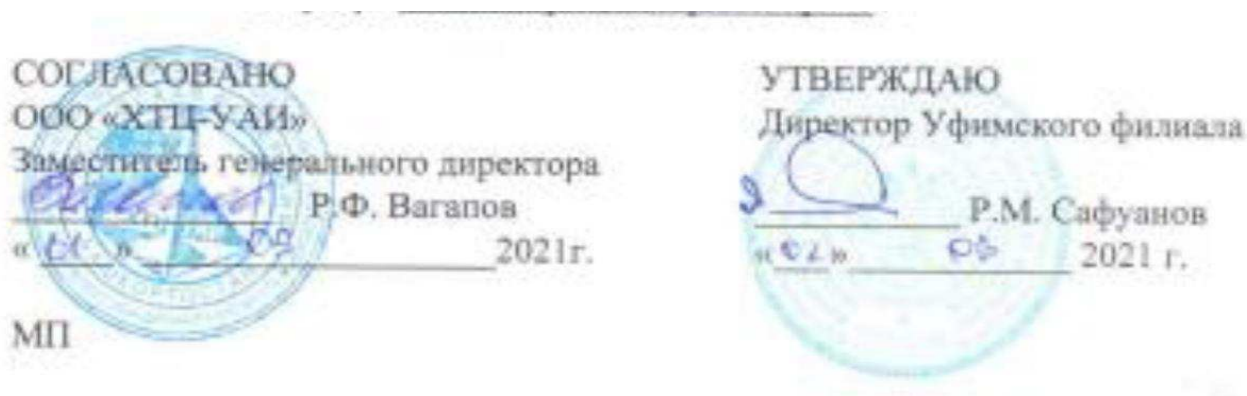 СОГЛАСОВАНО
ООО «ХТЦ-УАИ»
Заместитель генерального директора
Р.Ф. Вагапов
« » 2021г.
МП
УТВЕРЖДАЮ
Директор Уфимского филиала
Р.М. Сафуанов
« » 2021 г.